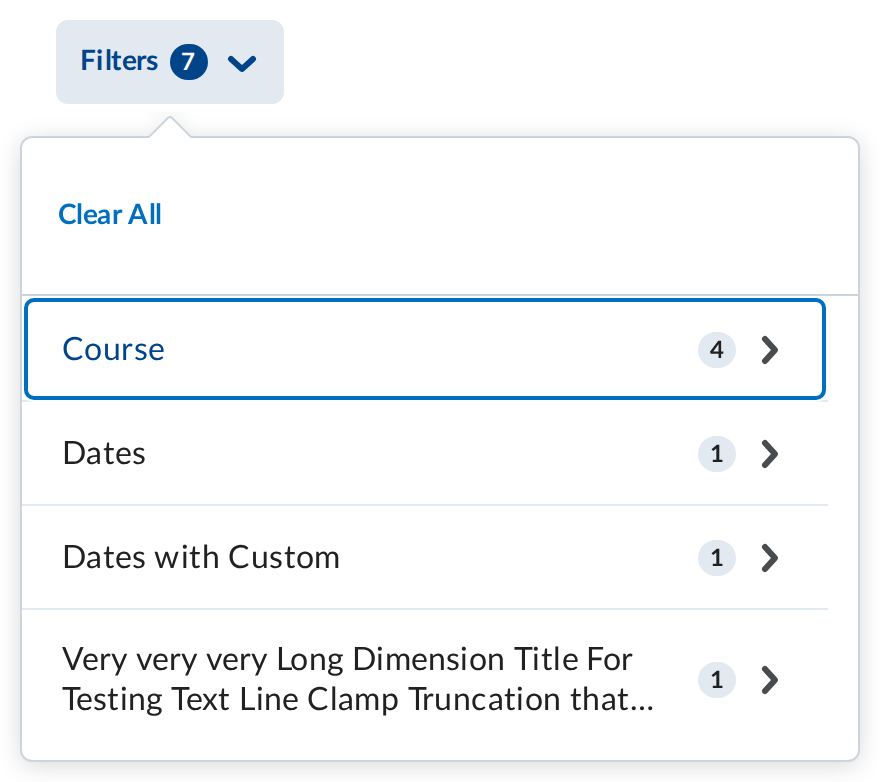 Filters 7
Clear All
Course 4
Dates 1
Dates with Custom 1
Very very very Long Dimension Title For
Testing Text Line Clamp Truncation that...
1